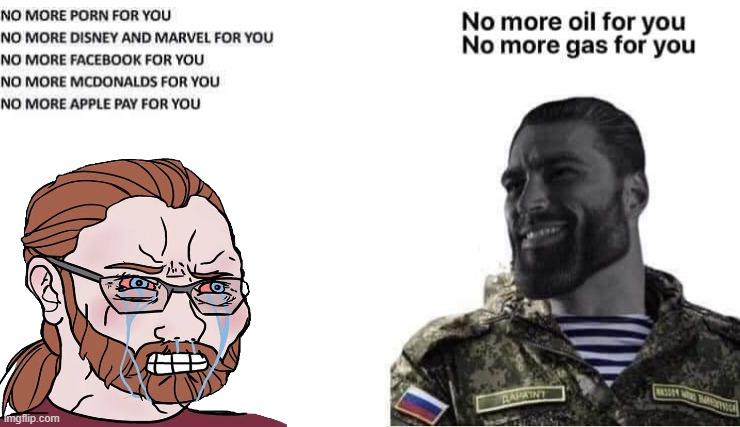 NO MORE PORN FOR YOU
NO MORE DISNEY AND MARVEL FOR YOU
NO MORE FACEBOOK FOR YOU
NO MORE MCDONALDS FOR YOU
NO MORE APPLE PAY FOR YOU
No more oil for you
No more gas for you
imgflip.com